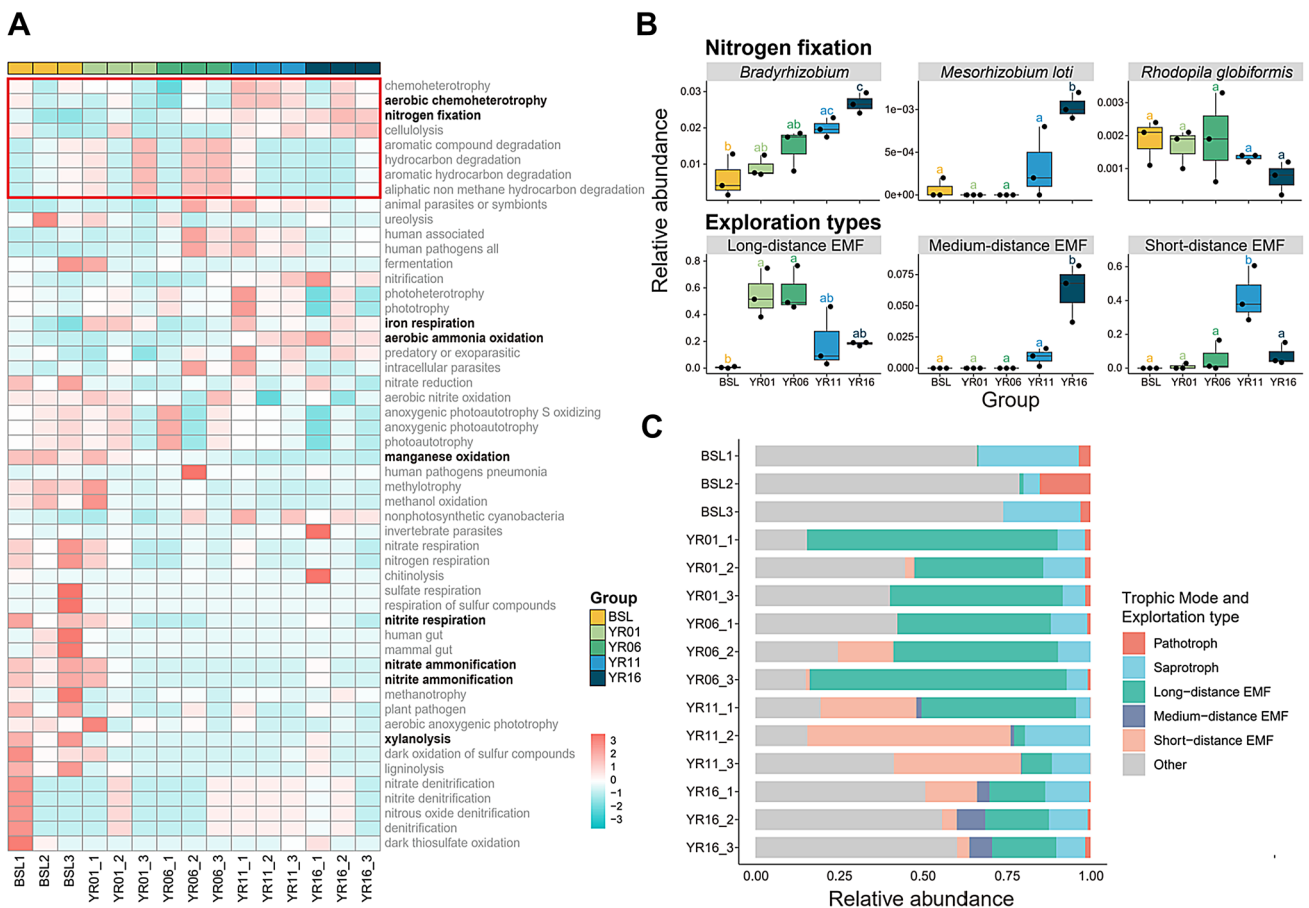 A
chemoheterotrophy
aerobic chemoheterotrophy
nitrogen fixation
cellulolysis
aromatic compound degradation
hydrocarbon degradation
aromatic hydrocarbon degradation
aliphatic non methane hydrocarbon degradation
animal parasites or symbionts
ureolysis
human associated
human pathogens all
fermentation
nitrification
photoheterotrophy
phototrophy
iron respiration
aerobic ammonia oxidation
predatory or exoparasitic
intracellular parasites
nitrate reduction
aerobic nitrite oxidation
anoxygenic photoautotrophy S oxidizing
anoxygenic photoautotrophy
photoautotrophy
manganese oxidation
human pathogens pneumonia
methylotrophy
methanol oxidation
nonphotosynthetic cyanobacteria
invertebrate parasites
nitrate respiration
nitrogen respiration
chitinolysis
sulfate respiration
respiration of sulfur compounds
nitrite respiration
human gut
mammal gut
nitrate ammonification
nitrite ammonification
methanotrophy
plant pathogen
aerobic anoxygenic phototrophy
xylanolysis
dark oxidation of sulfur compounds
ligninolysis
nitrate denitrification
nitrite denitrification
nitrous oxide denitrification
denitrification
dark thiosulfate oxidation
BSL1
BSL2
BSL3
YR01_1
YR01_2
YR01_3
YR06_1
YR06_2
YR06_3
YR11_1
YR11_2
YR11_3
YR16_1
YR16_2
YR16_3
Group
BSL
YR01
YR06
YR11
YR16
3
2
1
0
−1
−2
−3
B
Nitrogen fixation
Relative abundance
Bradyrhizobium
0.03
0.02
0.01
b
ab
ab
ac
c
Mesorhizobium loti
1e−03
5e−04
0e+00
a
a
a
a
b
Rhodopila globiformis
0.003
0.002
0.001
a
a
a
a
a
Exploration types
Long-distance EMF
0.8
0.6
0.4
0.2
0.0
b
a
a
ab
ab
BSL YR01 YR06 YR11 YR16
Medium-distance EMF
0.075
0.050
0.025
0.000
a
a
a
a
b
BSL YR01 YR06 YR11 YR16
Short-distance EMF
0.6
0.4
0.2
0.0
a
a
a
b
a
BSL YR01 YR06 YR11 YR16
Group
C
BSL1
BSL2
BSL3
YR01_1
YR01_2
YR01_3
YR06_1
YR06_2
YR06_3
YR11_1
YR11_2
YR11_3
YR16_1
YR16_2
YR16_3
0.00 0.25 0.50 0.75 1.00
Relative abundance
Trophic Mode and
Explortation type
Pathotroph
Saprotroph
Long−distance EMF
Medium−distance EMF
Short−distance EMF
Other